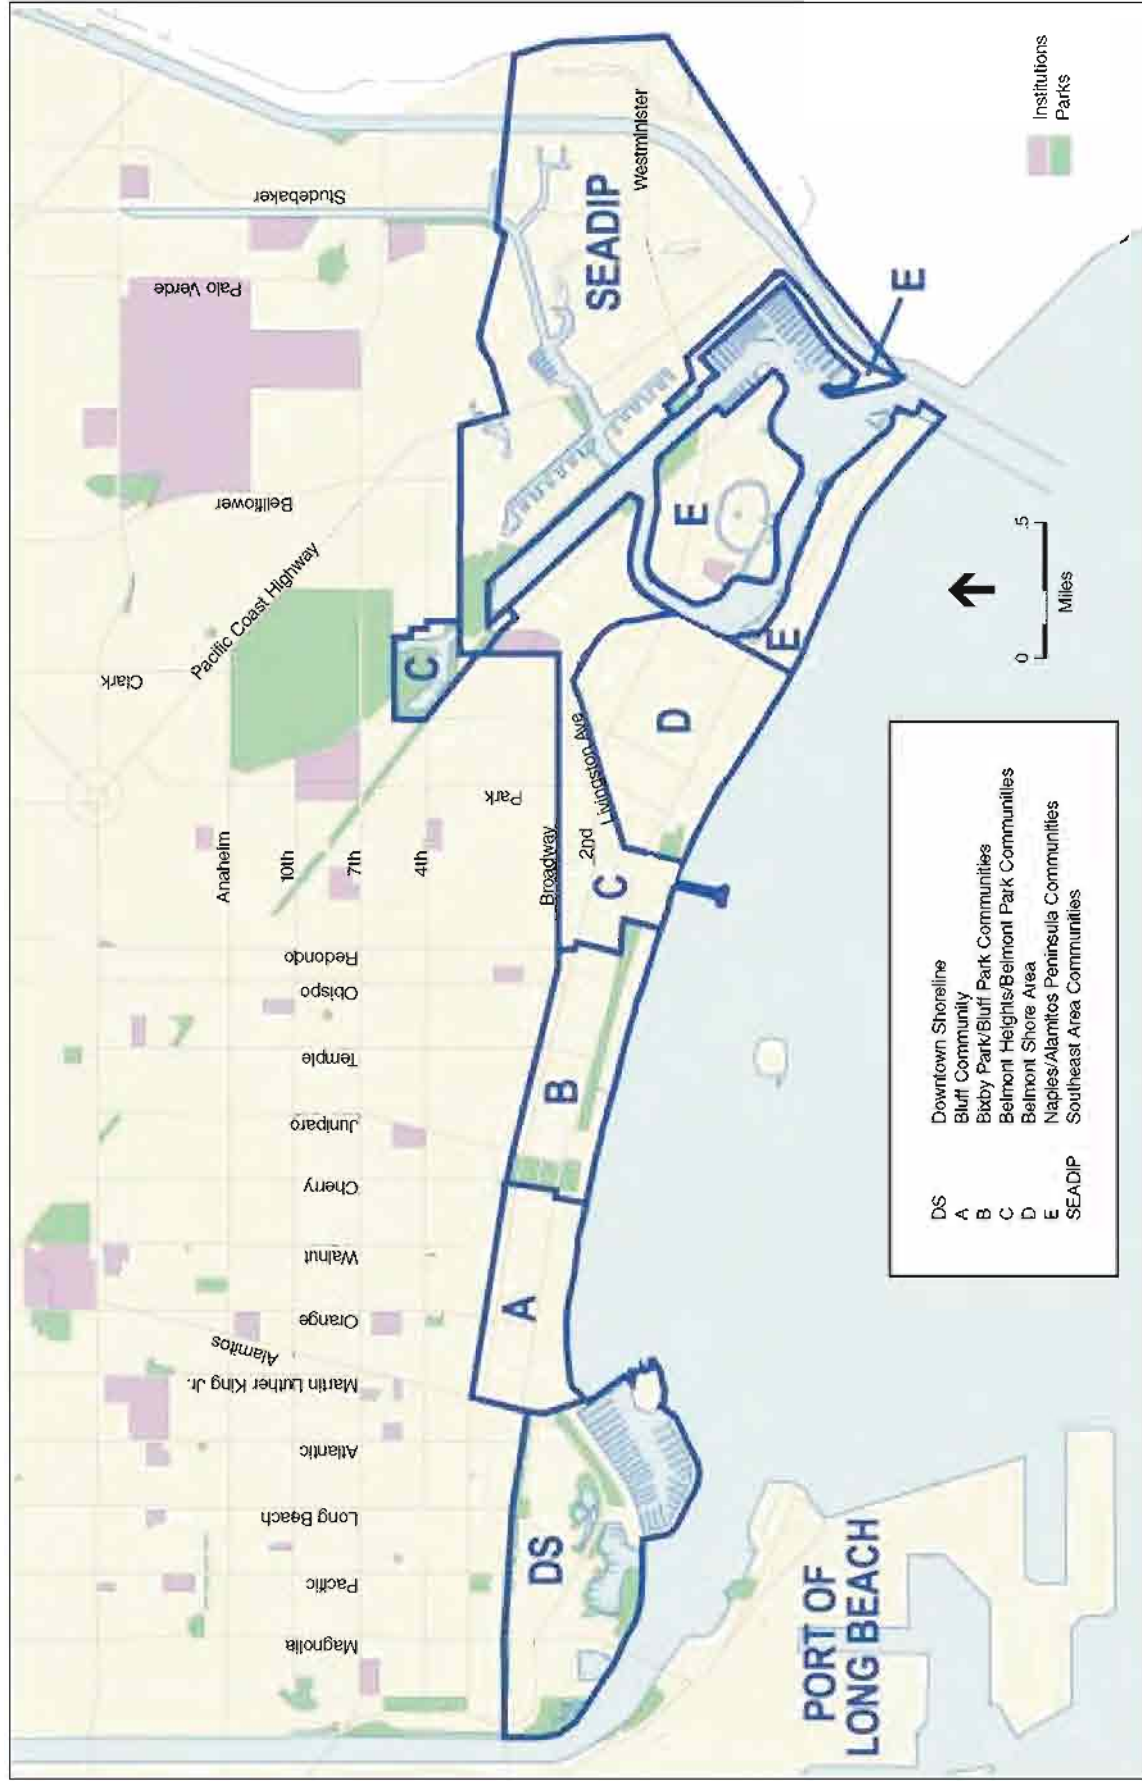 Studebaker
Palo Verde
Bellflower
Pacific Coast Highway
Clark
Anaheim
10th
7th
4th
Park
Broadway
2nd
Livingston Ave
Westminister
Redondo
Obispo
Temple
Juniparo
Cherry
Walnut
Orange
Alamitos
Martin Luther King Jr.
Atlantic
Long Beach
Pacific
Magnolia
DS
A
B
C
C
D
E
E
E
SEADIP
PORT OF
LONG BEACH
Institutions
Parks
0 .5
Miles
DS Downtown Shoreline
A Bluff Community
B Bixby Park/Bluff Park Communities
C Belmont Heights/Belmont Park Communities
D Belmont Shore Area
E Naples/Alamitos Peninsula Communities
SEADIP Southeast Area Communities